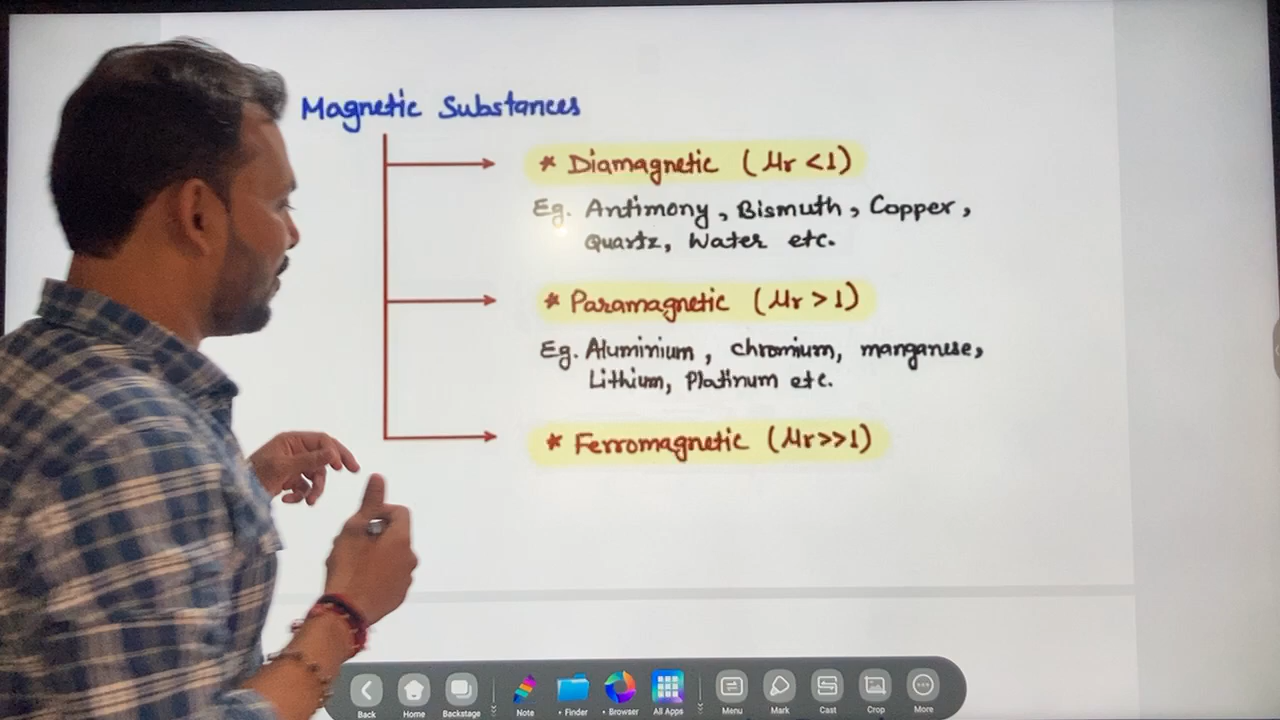 Magnetic Substances
* Diamagnetic (μr <1)
Eg. Antimony, Bismuth, Copper,
Quartz, Water etc.
* Paramagnetic (μr >1)
Eg. Aluminium, chromium, manganese,
Lithium, Platinum etc.
* Ferromagnetic (μr>>1)
Back Home Backstage Note • Finder • Browser All Apps Menu Mark Cast Crop More